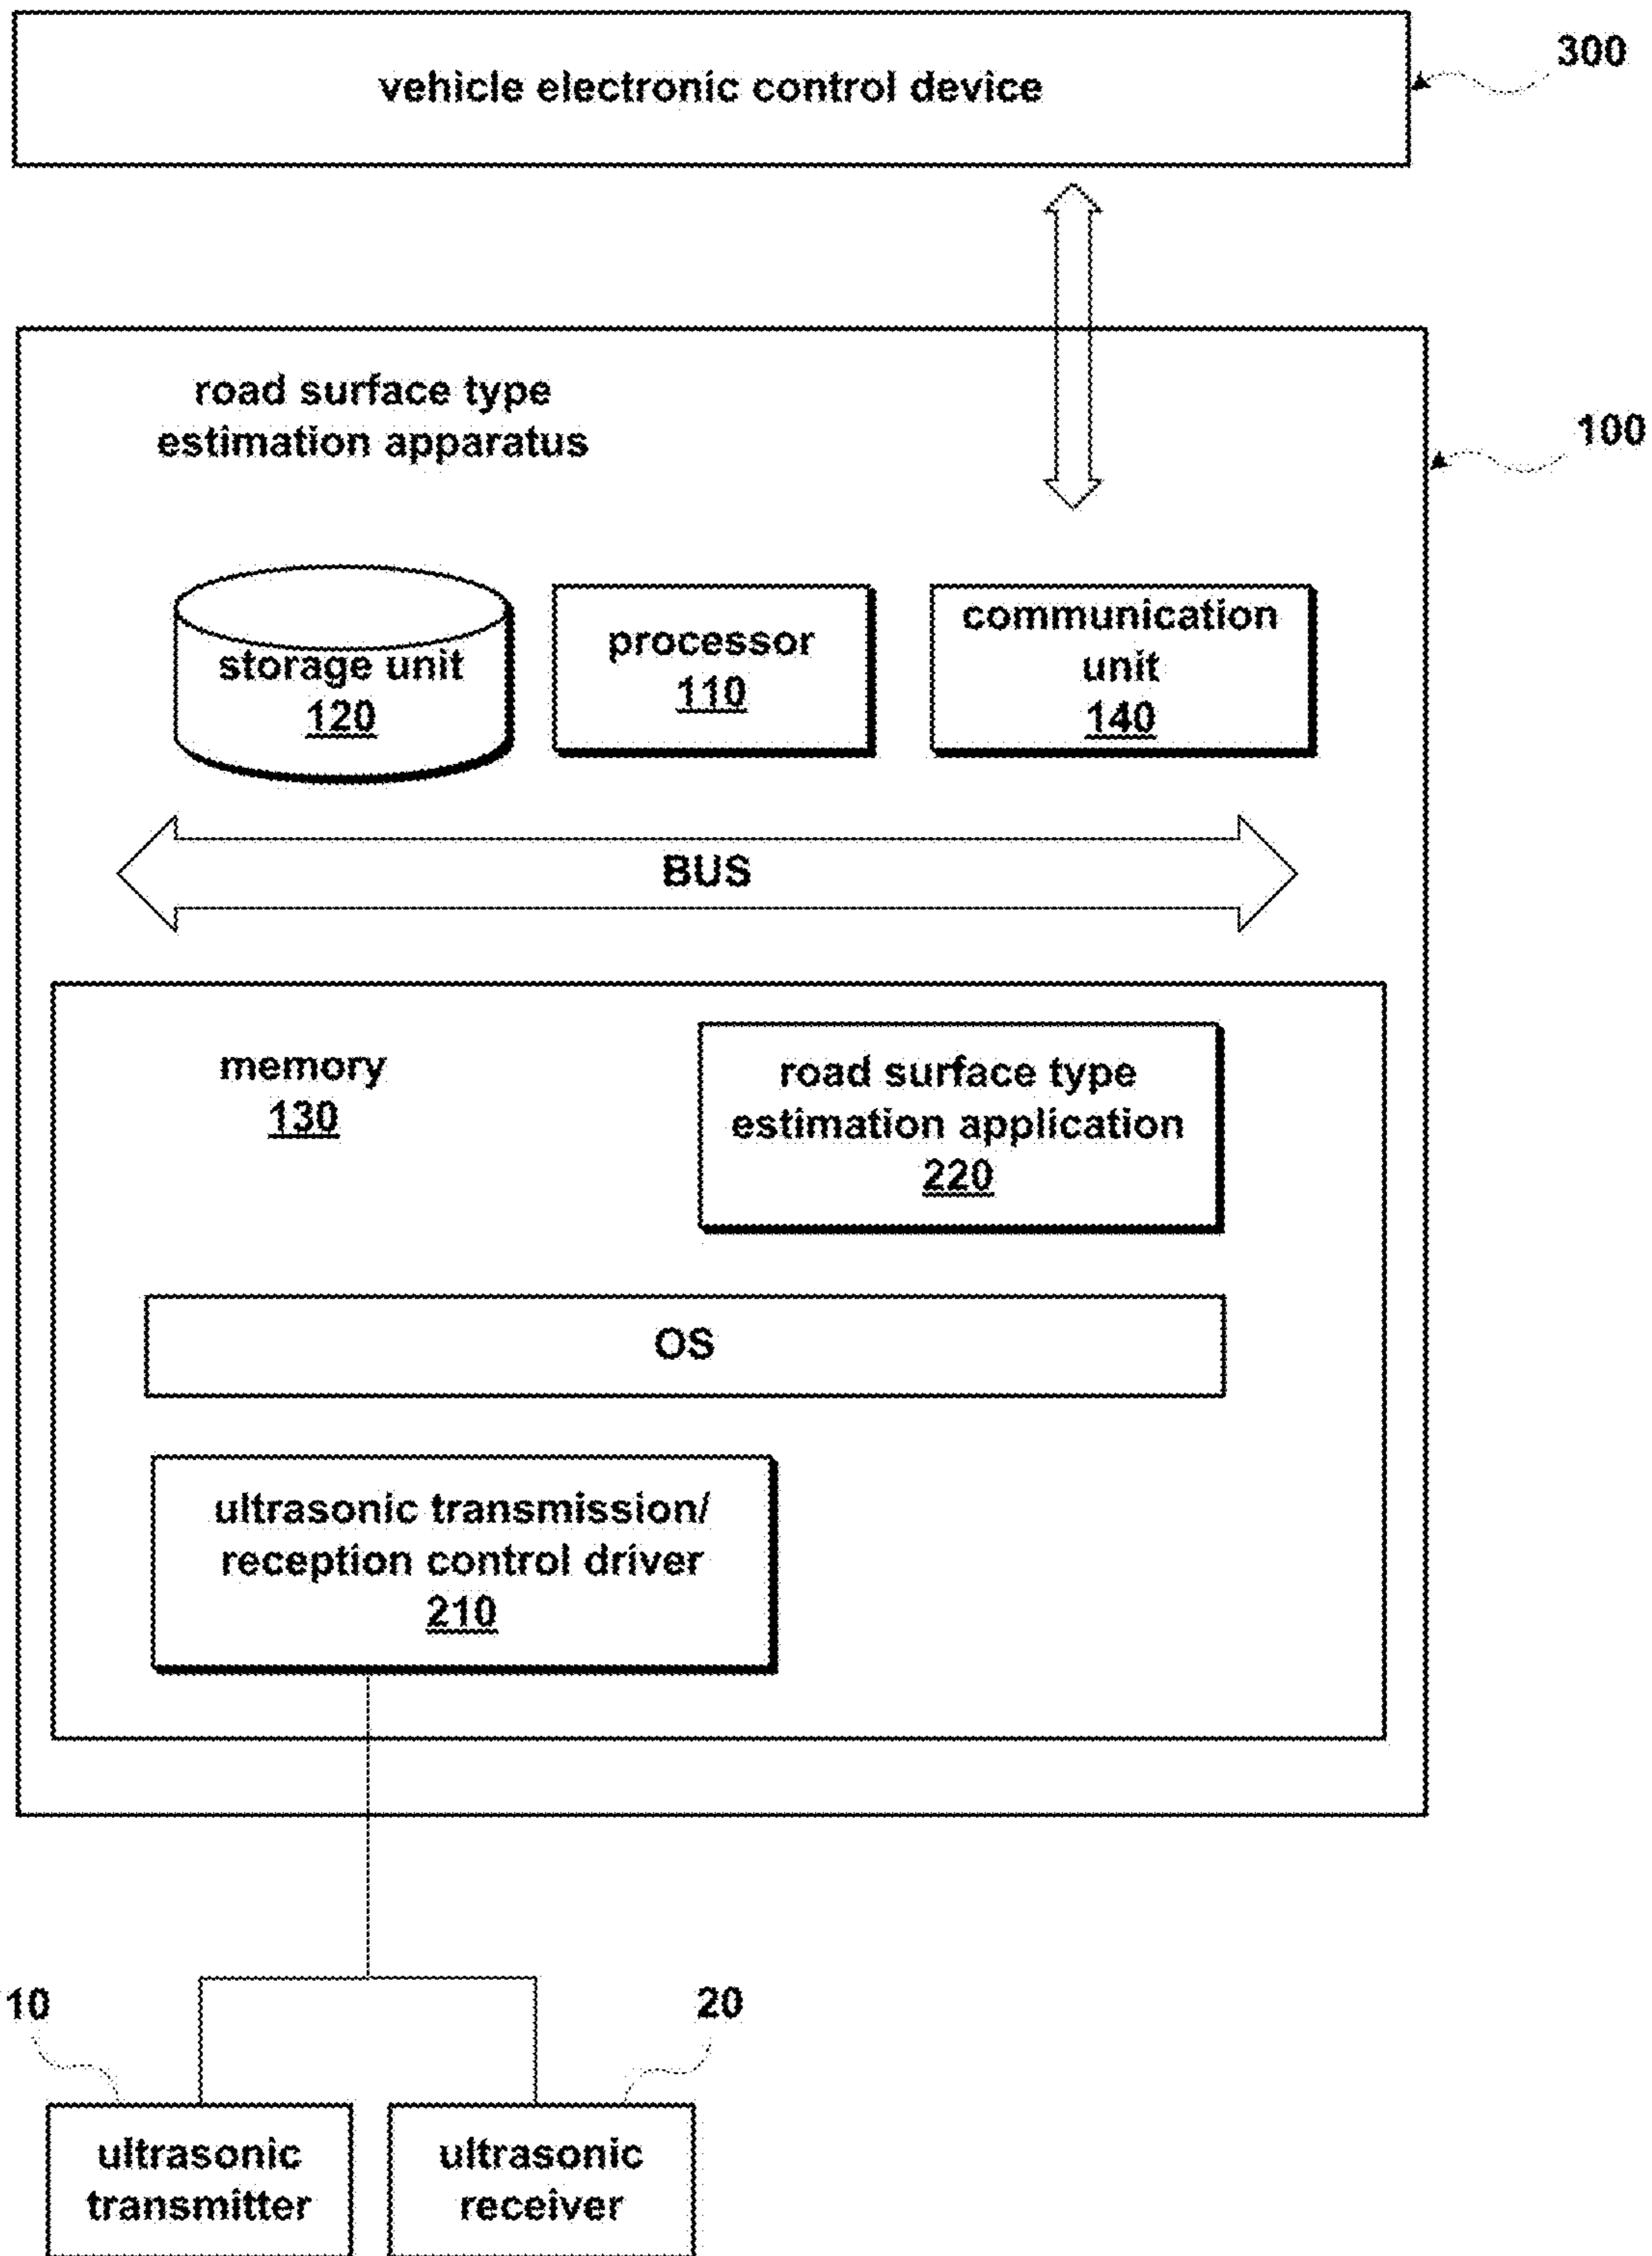 vehicle electronic control device
300
road surface type
estimation apparatus
100
storage unit
120
processor
110
communication
unit
140
BUS
memory
130
road surface type
estimation application
220
OS
ultrasonic transmission/
reception control driver
210
10
20
ultrasonic
transmitter
ultrasonic
receiver